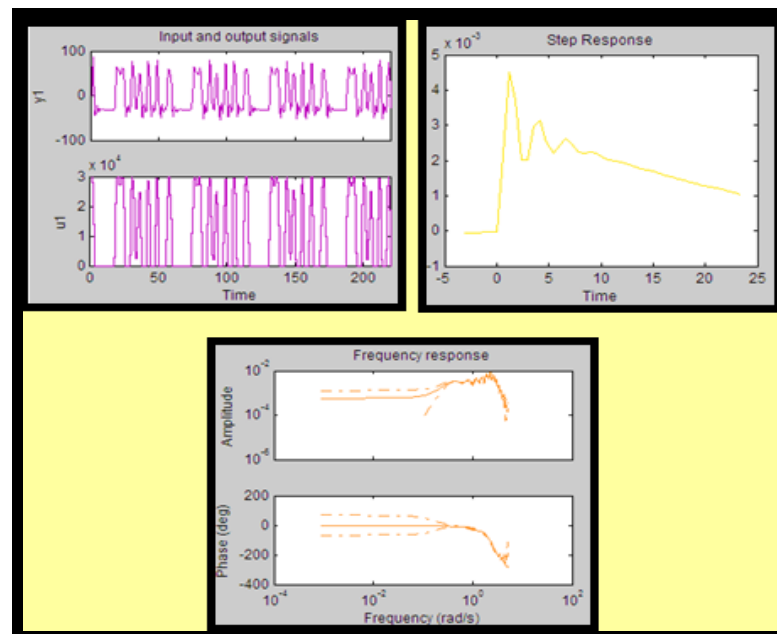 Input and output signals
100
0
-100
y1
x 10^4
3
2
1
0
u1
0 50 100 150 200
Time
Step Response
5 x 10^-3
4
3
2
1
0
-1
-5 0 5 10 15 20 25
Time
Frequency response
10^-2
10^-4
10^-6
Amplitude
200
0
-200
-400
Phase (deg)
10^-4 10^-2 10^0 10^2
Frequency (rad/s)